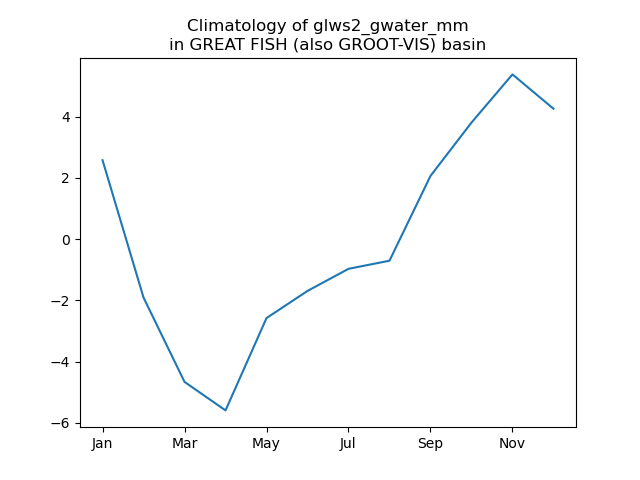 Climatology of glws2_gwater_mm
in GREAT FISH (also GROOT-VIS) basin
4
2
0
−2
−4
−6
Jan Mar May Jul Sep Nov